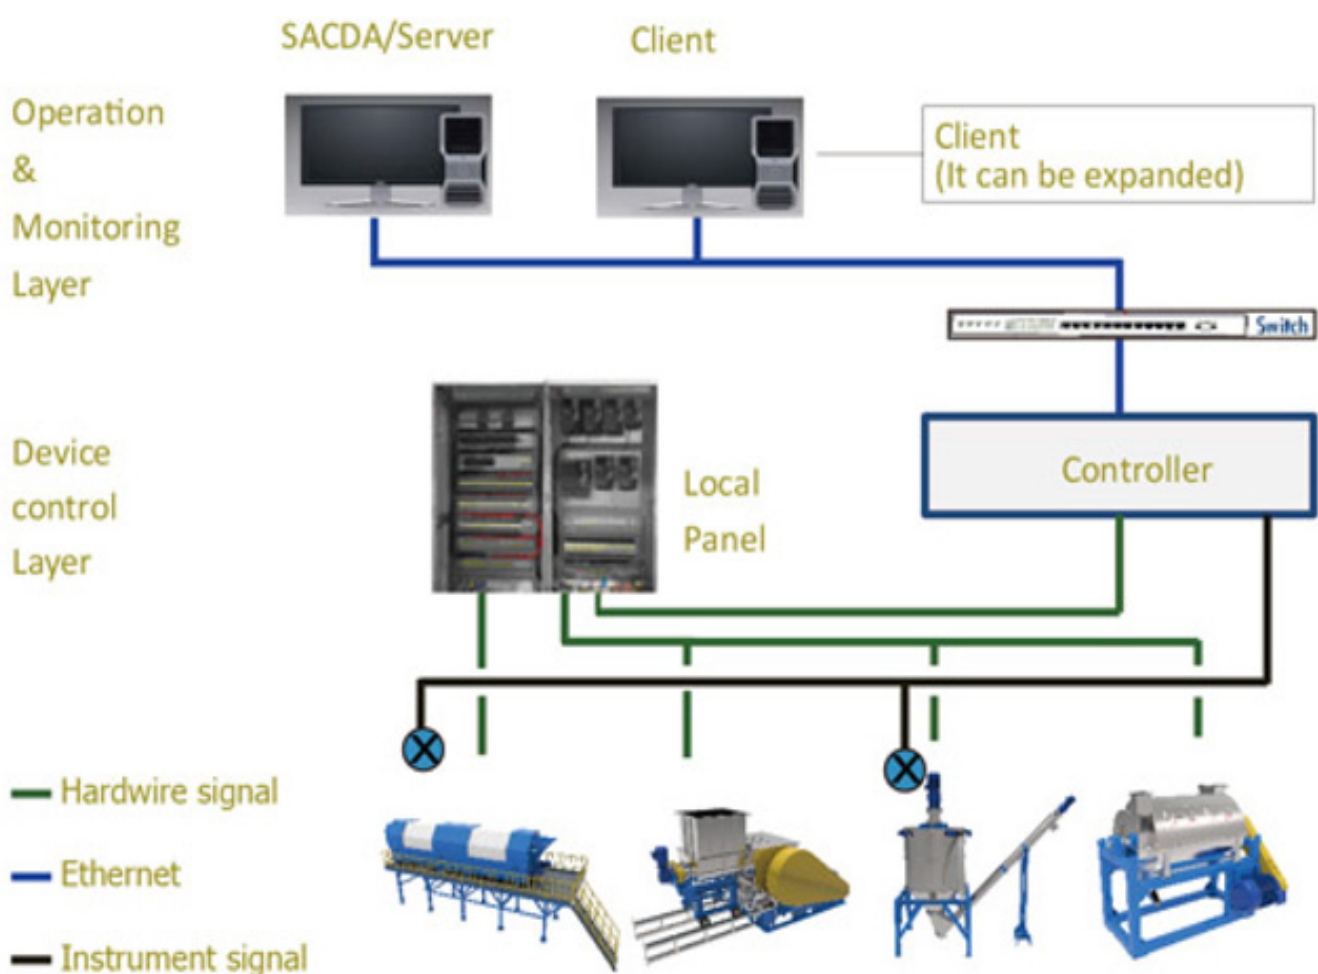 SACDA/Server
Client
Operation
&
Monitoring
Layer
Client
(It can be expanded)
Switch
Device
control
Layer
Local
Panel
Controller
Hardwire signal
Ethernet
Instrument signal